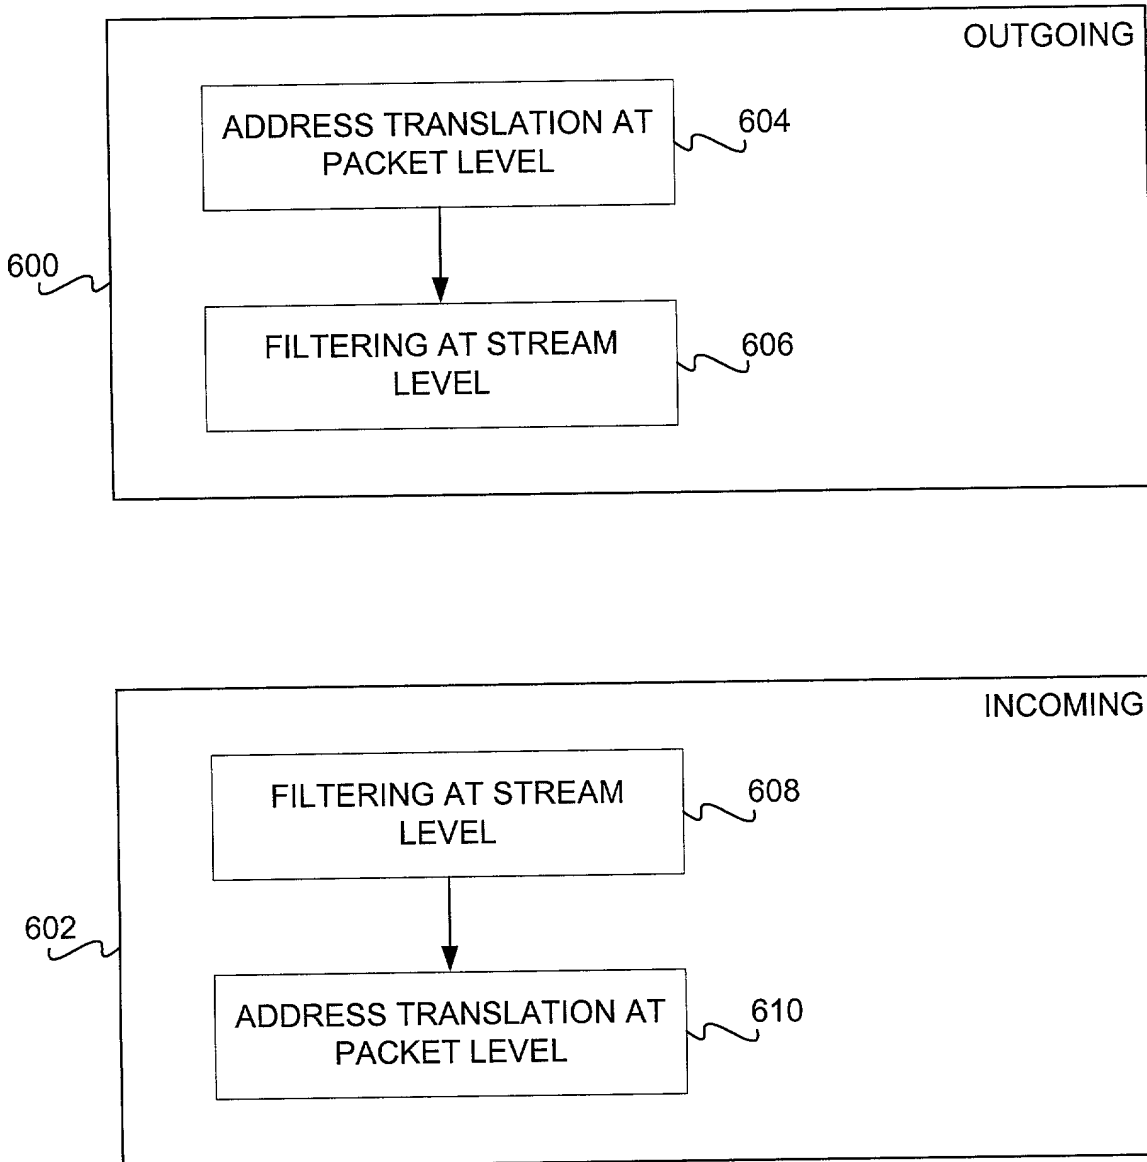 OUTGOING
ADDRESS TRANSLATION AT
PACKET LEVEL
604
600
FILTERING AT STREAM
LEVEL
606
INCOMING
FILTERING AT STREAM
LEVEL
608
602
ADDRESS TRANSLATION AT
PACKET LEVEL
610